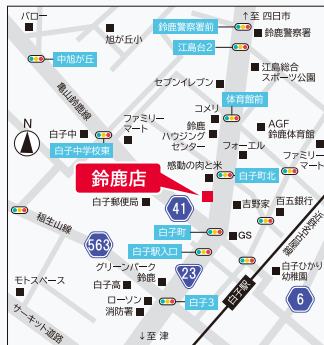 ↑至 四日市
バロー
旭が丘小
鈴鹿警察署前
鈴鹿警察署
江島台2
中旭が丘
江島総合
スポーツ公園
セブンイレブン
亀山鈴鹿線
体育館前
コメリ
ファミリー
マート
白子中
白子中学校東
鈴鹿
ハウジング
センター
AGF
鈴鹿体育館
フォーエル
ファミリー
マート
感動の肉と米
白子町北
鈴鹿店
白子郵便局
41
吉野家
百五銀行
稲生山線
白子町
563
白子駅入口
GS
近鉄名古屋線
グリーンパーク
鈴鹿
23
白子駅
白子ひかり
幼稚園
モトスペース
白子高
ローソン
消防署
白子3
6
サーキット道路
↓至 津